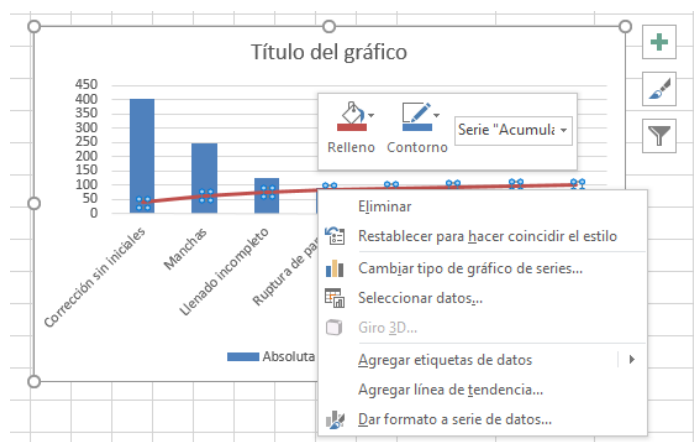 Título del gráfico
450
400
350
300
250
200
150
100
50
0
Corrección sin iniciales
Manchas
Llenado incompleto
Ruptura de
Absoluta
Relleno Contorno Serie "Acumula
Eliminar
Restablecer para hacer coincidir el estilo
Cambiar tipo de gráfico de series...
Seleccionar datos...
Giro 3D...
Agregar etiquetas de datos
Agregar línea de tendencia...
Dar formato a serie de datos...